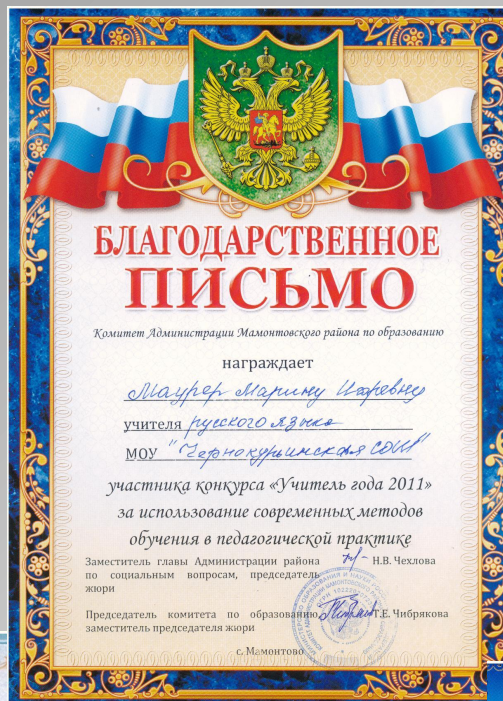 БЛАГОДАРСТВЕННОЕ
ПИСЬМО
Комитет Администрации Мамонтовского района по образованию
награждает
Маурер Марину Игоревну
учителя русского языка
МОУ "Чернокурьинская СОШ"
участника конкурса «Учитель года 2011»
за использование современных методов
обучения в педагогической практике
Заместитель главы Администрации района Н.В. Чехлова
по социальным вопросам, председатель
жюри
Председатель комитета по образованию, Т.Е. Чибрякова
заместитель председателя жюри
с. Мамонтово